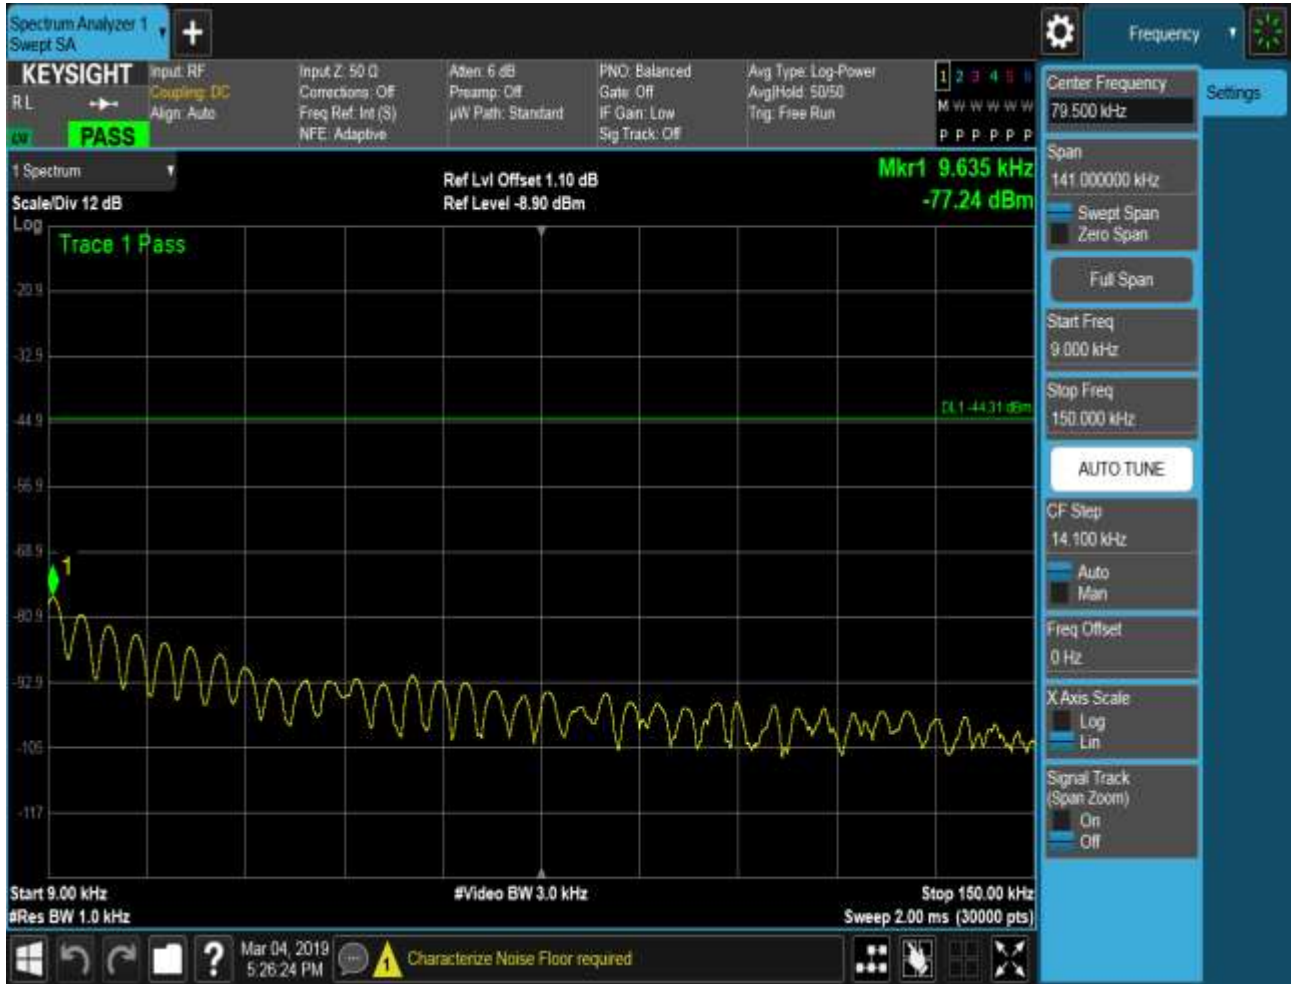 Spectrum Analyzer 1
Swept SA
+
Frequency
KEYSIGHT
RL
PASS
Input: RF
Coupling: DC
Align: Auto
Input Z: 50 Ω
Corrections: Off
Freq Ref: Int (S)
NFE: Adaptive
Atten: 6 dB
Preamp: Off
µW Path: Standard
PNO: Balanced
Gate: Off
IF Gain: Low
Sig Track: Off
Avg Type: Log-Power
Avg|Hold: 50/50
Trig: Free Run
1 2 3 4 5 6
M W W W W W
P P P P P P
1 Spectrum
Scale/Div 12 dB
Ref Lvl Offset 1.10 dB
Ref Level -8.90 dBm
Mkr1 9.635 kHz
-77.24 dBm
Log
Trace 1 Pass
-20.9
-32.9
-44.9
-56.9
-68.9
-80.9
-92.9
-105
-117
DL1 -44.31 dBm
1
Start 9.00 kHz
#Res BW 1.0 kHz
#Video BW 3.0 kHz
Stop 150.00 kHz
Sweep 2.00 ms (30000 pts)
Center Frequency
79.500 kHz
Span
141.000000 kHz
Swept Span
Zero Span
Full Span
Start Freq
9.000 kHz
Stop Freq
150.000 kHz
AUTO TUNE
CF Step
14.100 kHz
Auto
Man
Freq Offset
0 Hz
X Axis Scale
Log
Lin
Signal Track
(Span Zoom)
On
Off
Settings
?
Mar 04, 2019
5:26:24 PM
1
Characterize Noise Floor required